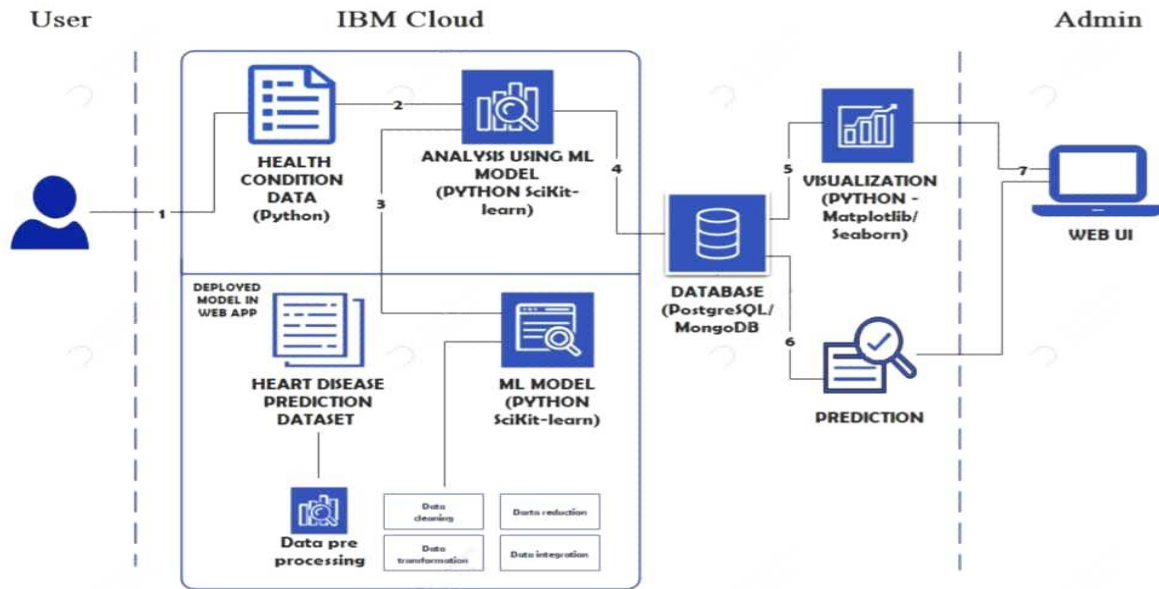 User
IBM Cloud
Admin
1
2
HEALTH
CONDITION
DATA
(Python)
ANALYSIS USING ML
MODEL
(PYTHON SciKit-
learn)
3
4
5
VISUALIZATION
(PYTHON -
Matplotlib/
Seaborn)
7
WEB UI
DATABASE
(PostgreSQL/
MongoDB
6
PREDICTION
DEPLOYED
MODEL IN
WEB APP
HEART DISEASE
PREDICTION
DATASET
ML MODEL
(PYTHON
SciKit-learn)
Data pre
processing
Data
cleaning
Darta reduction
Data
transformation
Data integration